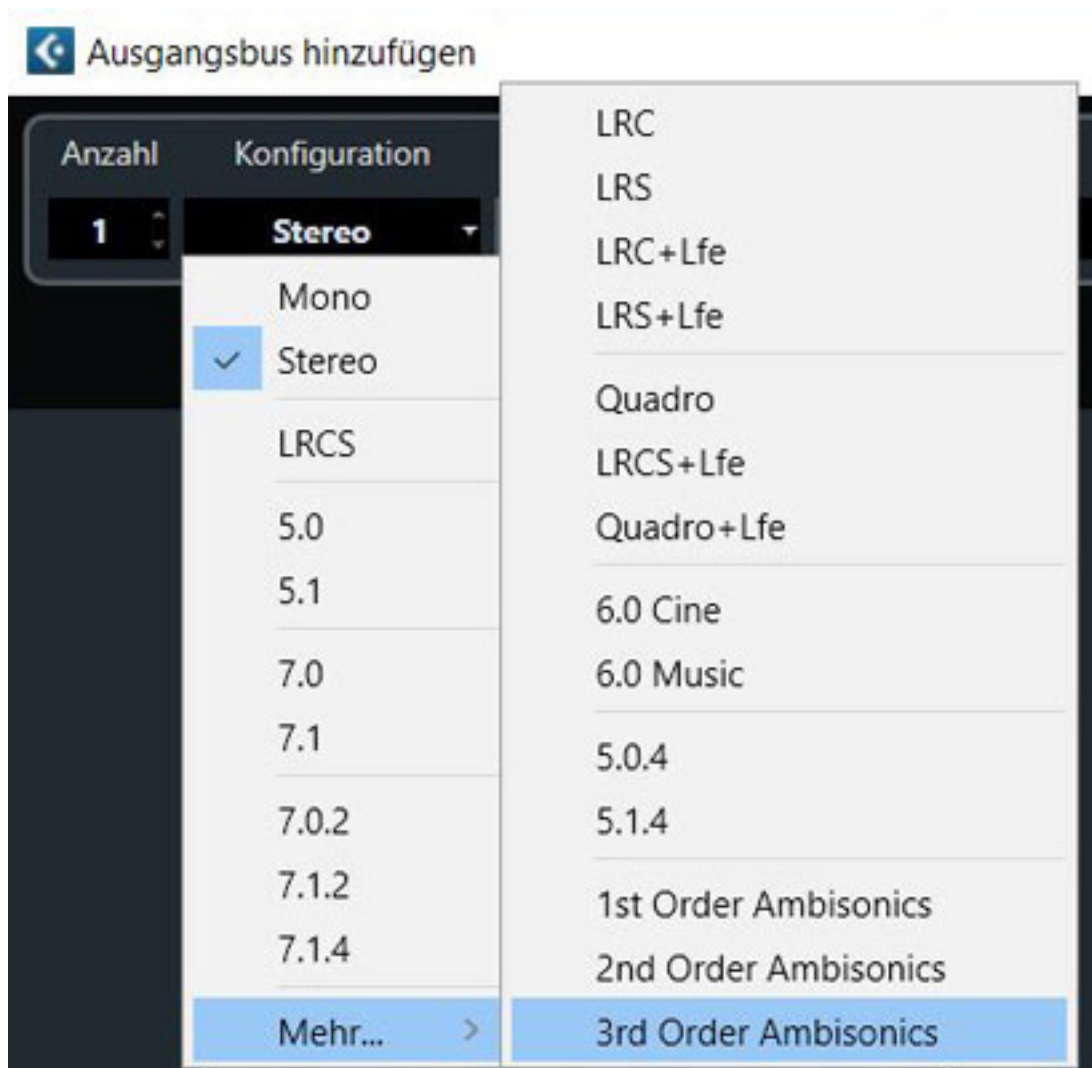 Ausgangsbus hinzufügen
Anzahl
Konfiguration
1
Stereo
Mono
Stereo
LRCS
5.0
5.1
7.0
7.1
7.0.2
7.1.2
7.1.4
Mehr...
LRC
LRS
LRC+Lfe
LRS+Lfe
Quadro
LRCS+Lfe
Quadro+Lfe
6.0 Cine
6.0 Music
5.0.4
5.1.4
1st Order Ambisonics
2nd Order Ambisonics
3rd Order Ambisonics